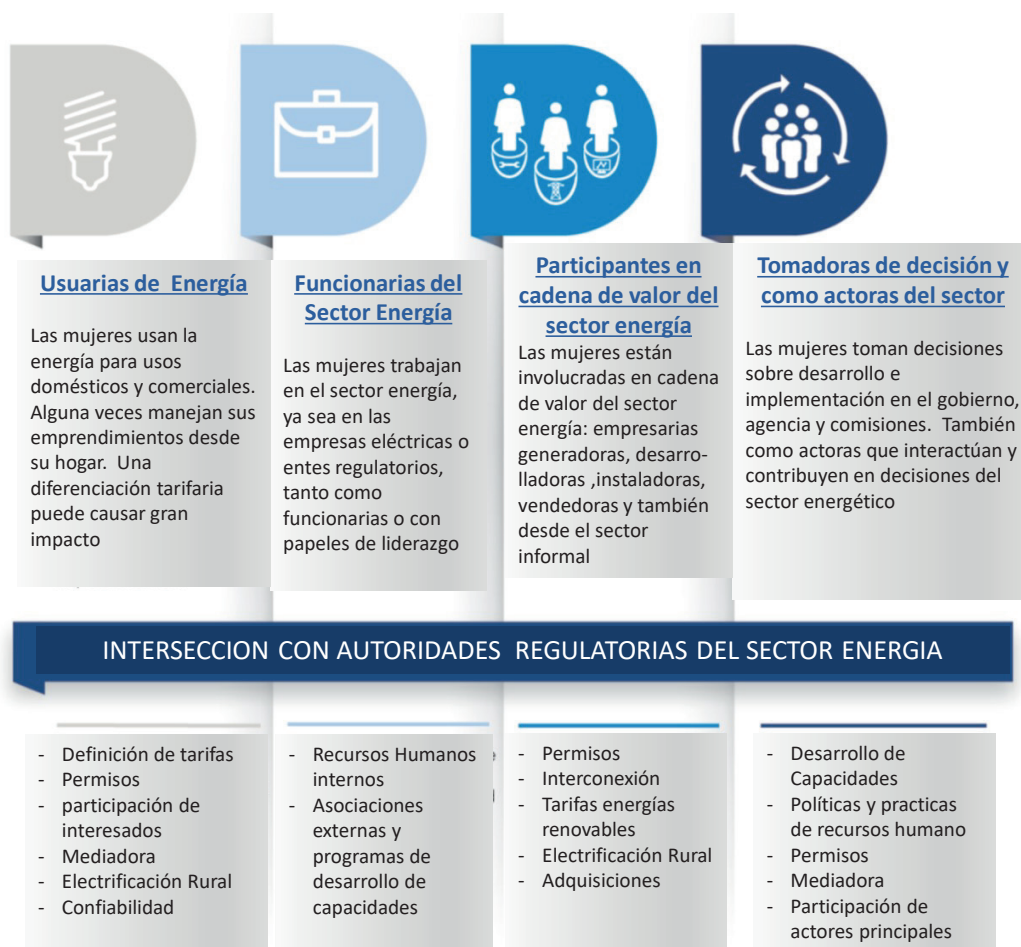 Usuarias de Energía
Las mujeres usan la
energía para usos
domésticos y comerciales.
Alguna veces manejan sus
emprendimientos desde
su hogar. Una
diferenciación tarifaria
puede causar gran
impacto
Funcionarias del
Sector Energía
Las mujeres trabajan
en el sector energía,
ya sea en las
empresas eléctricas o
entes regulatorios,
tanto como
funcionarias o con
papeles de liderazgo
Participantes en
cadena de valor del
sector energía
Las mujeres están
involucradas en cadena
de valor del sector
energía: empresarias
generadoras, desarro-
lladoras ,instaladoras,
vendedoras y también
desde el sector
informal
Tomadoras de decisión y
como actoras del sector
Las mujeres toman decisiones
sobre desarrollo e
implementación en el gobierno,
agencia y comisiones. También
como actoras que interactúan y
contribuyen en decisiones del
sector energético
INTERSECCION CON AUTORIDADES REGULATORIAS DEL SECTOR ENERGIA
- Definición de tarifas
- Permisos
- participación de
interesados
- Mediadora
- Electrificación Rural
- Confiabilidad
- Recursos Humanos
internos
- Asociaciones
externas y
programas de
desarrollo de
capacidades
- Permisos
- Interconexión
- Tarifas energías
renovables
- Electrificación Rural
- Adquisiciones
- Desarrollo de
Capacidades
- Políticas y practicas
de recursos humano
- Permisos
- Mediadora
- Participación de
actores principales